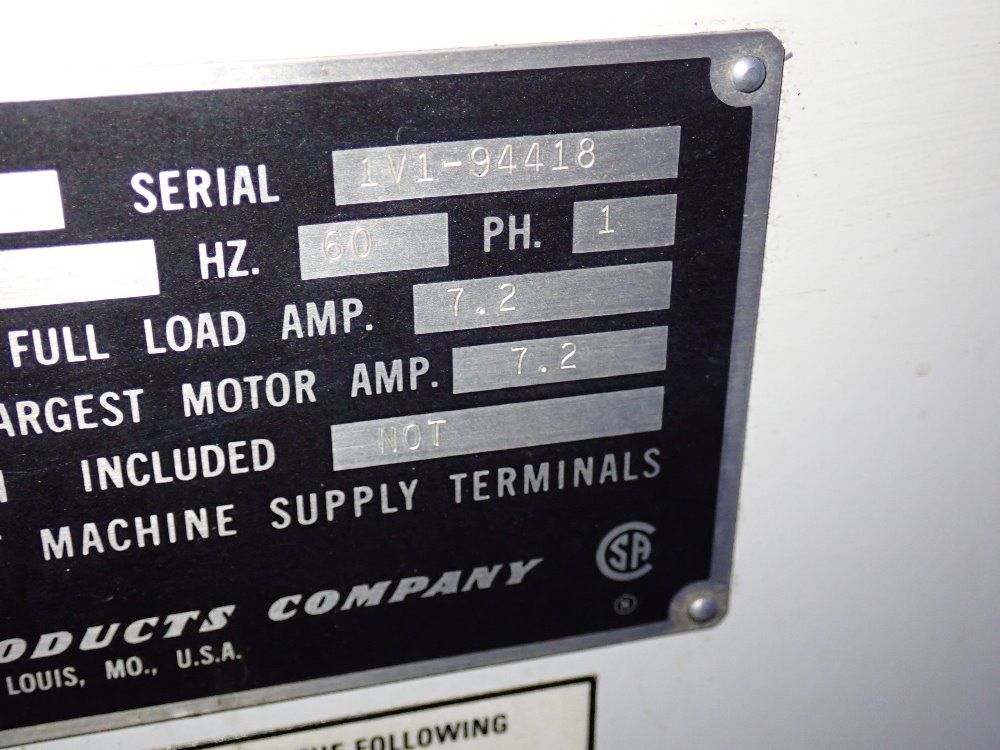 SERIAL 1V1-94418
HZ. 60 PH. 1
FULL LOAD AMP. 7.2
ARGEST MOTOR AMP. 7.2
INCLUDED NOT
MACHINE SUPPLY TERMINALS
SA
ODUCTS COMPANY
LOUIS, MO., U.S.A.
FOLLOWING